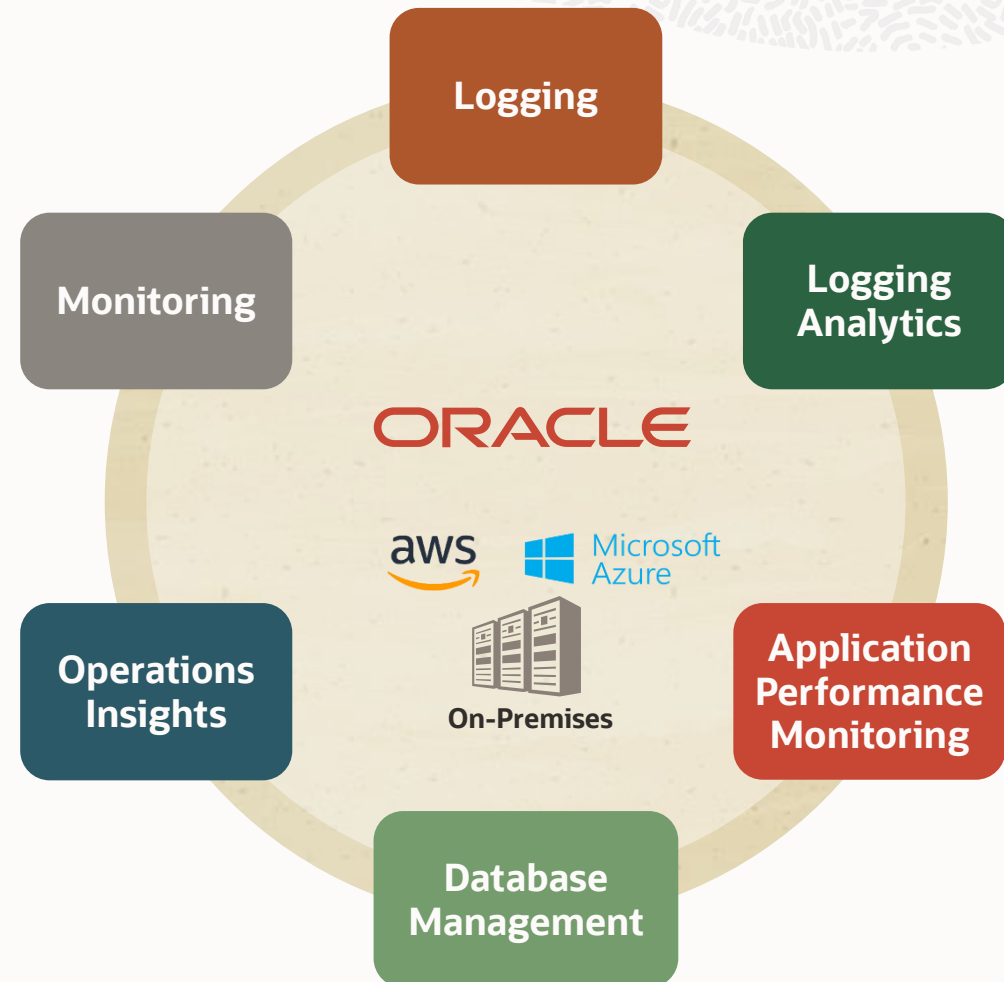 Logging
Monitoring
Logging
Analytics
ORACLE
aws
Microsoft
Azure
On-Premises
Operations
Insights
Application
Performance
Monitoring
Database
Management